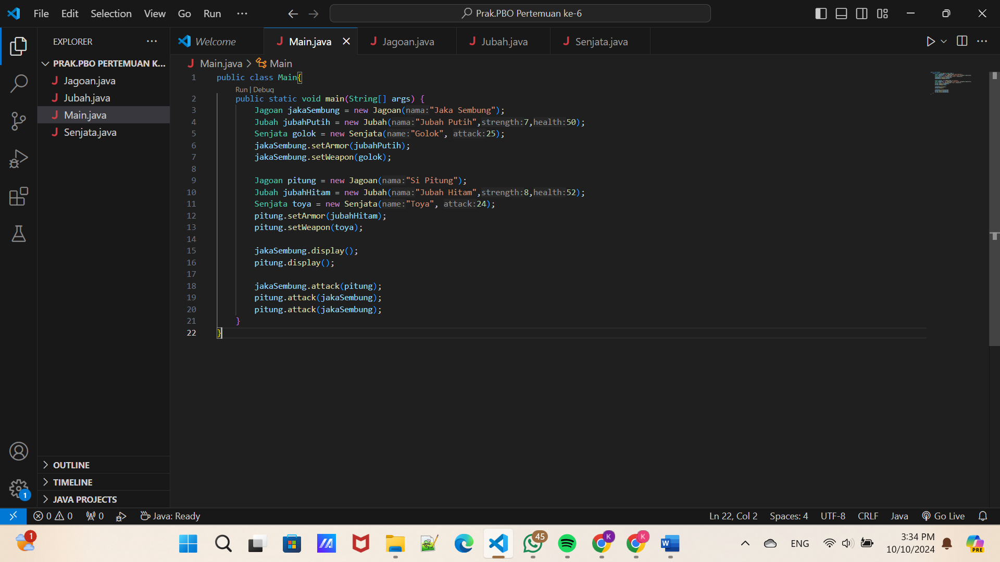 File Edit Selection View Go Run ···
Prak.PBO Pertemuan ke-6
EXPLORER ···
PRAK.PBO PERTEMUAN K...
J Jagoan.java
J Jubah.java
J Main.java
J Senjata.java
OUTLINE
TIMELINE
JAVA PROJECTS
1
Welcome J Main.java J Jagoan.java J Jubah.java J Senjata.java
J Main.java > Main
1 public class Main{
Run | Debug
2 public static void main(String[] args) {
3 Jagoan jakaSembung = new Jagoan(nama:"Jaka Sembung");
4 Jubah jubahPutih = new Jubah(nama:"Jubah Putih",strength:7,health:50);
5 Senjata golok = new Senjata(name:"Golok", attack:25);
6 jakaSembung.setArmor(jubahPutih);
7 jakaSembung.setWeapon(golok);
8
9 Jagoan pitung = new Jagoan(nama:"Si Pitung");
10 Jubah jubahHitam = new Jubah(nama:"Jubah Hitam",strength:8,health:52);
11 Senjata toya = new Senjata(name:"Toya", attack:24);
12 pitung.setArmor(jubahHitam);
13 pitung.setWeapon(toya);
14
15 jakaSembung.display();
16 pitung.display();
17
18 jakaSembung.attack(pitung);
19 pitung.attack(jakaSembung);
20 pitung.attack(jakaSembung);
21 }
22 }
0 0 0 Java: Ready Ln 22, Col 2 Spaces: 4 UTF-8 CRLF Java Go Live
1 45 K K W ENG 3:34 PM
10/10/2024 PRE